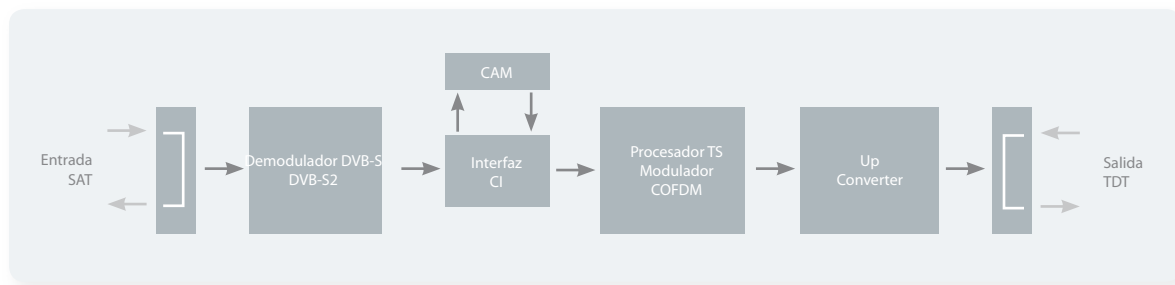 CAM
Entrada
SAT
Demodulador DVB-S
DVB-S2
Interfaz
CI
Procesador TS
Modulador
COFDM
Up
Converter
Salida
TDT